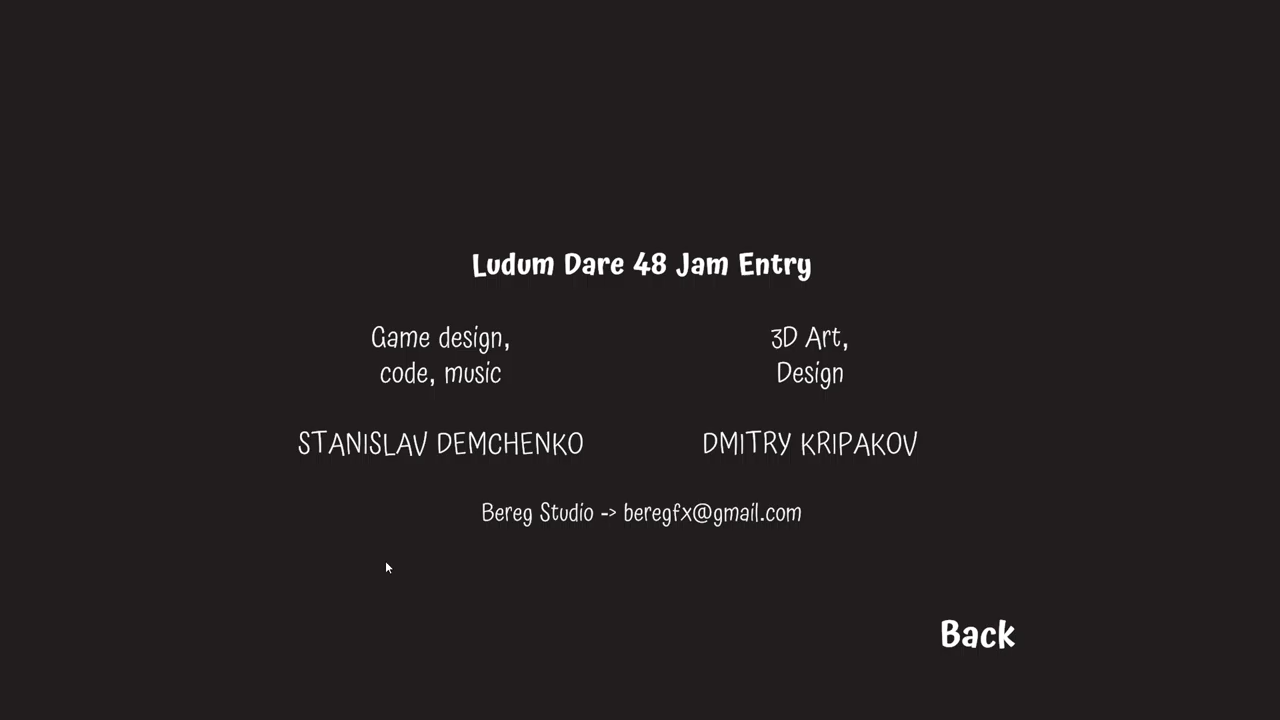 Ludum Dare 48 Jam Entry
Game design,
code, music
3D Art,
Design
STANISLAV DEMCHENKO
DMITRY KRIPAKOV
Bereg Studio -> beregfx@gmail.com
Back